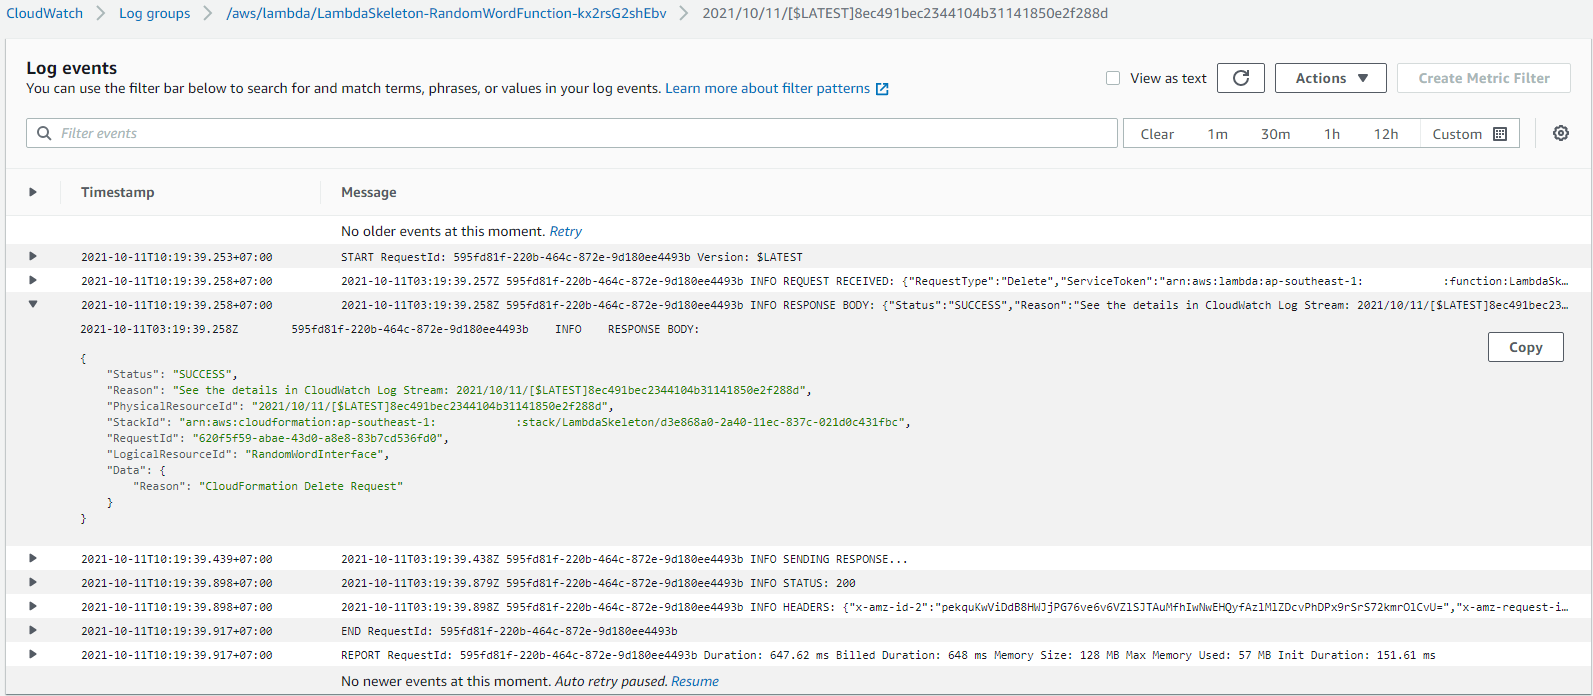 CloudWatch > Log groups > /aws/lambda/LambdaSkeleton-RandomWordFunction-kx2rsG2shEbv > 2021/10/11/[$LATEST]8ec491bec2344104b31141850e2f288d
Log events
You can use the filter bar below to search for and match terms, phrases, or values in your log events. Learn more about filter patterns
View as text Actions Create Metric Filter
Filter events Clear 1m 30m 1h 12h Custom
Timestamp Message
No older events at this moment. Retry
2021-10-11T10:19:39.253+07:00 START RequestId: 595fd81f-220b-464c-872e-9d180ee4493b Version: $LATEST
2021-10-11T10:19:39.258+07:00 2021-10-11T03:19:39.257Z 595fd81f-220b-464c-872e-9d180ee4493b INFO REQUEST RECEIVED: {"RequestType":"Delete","ServiceToken":"arn:aws:lambda:ap-southeast-1: :function:LambdaSk…
2021-10-11T10:19:39.258+07:00 2021-10-11T03:19:39.258Z 595fd81f-220b-464c-872e-9d180ee4493b INFO RESPONSE BODY: {"Status":"SUCCESS","Reason":"See the details in CloudWatch Log Stream: 2021/10/11/[$LATEST]8ec491bec23…
2021-10-11T03:19:39.258Z 595fd81f-220b-464c-872e-9d180ee4493b INFO RESPONSE BODY:
Copy
{
"Status": "SUCCESS",
"Reason": "See the details in CloudWatch Log Stream: 2021/10/11/[$LATEST]8ec491bec2344104b31141850e2f288d",
"PhysicalResourceId": "2021/10/11/[$LATEST]8ec491bec2344104b31141850e2f288d",
"StackId": "arn:aws:cloudformation:ap-southeast-1: :stack/LambdaSkeleton/d3e868a0-2a40-11ec-837c-021d0c431fbc",
"RequestId": "620f5f59-abae-43d0-a8e8-83b7cd536fd0",
"LogicalResourceId": "RandomWordInterface",
"Data": {
"Reason": "CloudFormation Delete Request"
}
}
2021-10-11T10:19:39.439+07:00 2021-10-11T03:19:39.438Z 595fd81f-220b-464c-872e-9d180ee4493b INFO SENDING RESPONSE...
2021-10-11T10:19:39.898+07:00 2021-10-11T03:19:39.879Z 595fd81f-220b-464c-872e-9d180ee4493b INFO STATUS: 200
2021-10-11T10:19:39.898+07:00 2021-10-11T03:19:39.898Z 595fd81f-220b-464c-872e-9d180ee4493b INFO HEADERS: {"x-amz-id-2":"pekquKwViDdB8HWJjPG76ve6v6VZlSJTAuMfhIwNwEHQyfAzlMlZDcvPhDPx9rSrS72kmrOlCvU=","x-amz-request-i…
2021-10-11T10:19:39.917+07:00 END RequestId: 595fd81f-220b-464c-872e-9d180ee4493b
2021-10-11T10:19:39.917+07:00 REPORT RequestId: 595fd81f-220b-464c-872e-9d180ee4493b Duration: 647.62 ms Billed Duration: 648 ms Memory Size: 128 MB Max Memory Used: 57 MB Init Duration: 151.61 ms
No newer events at this moment. Auto retry paused. Resume